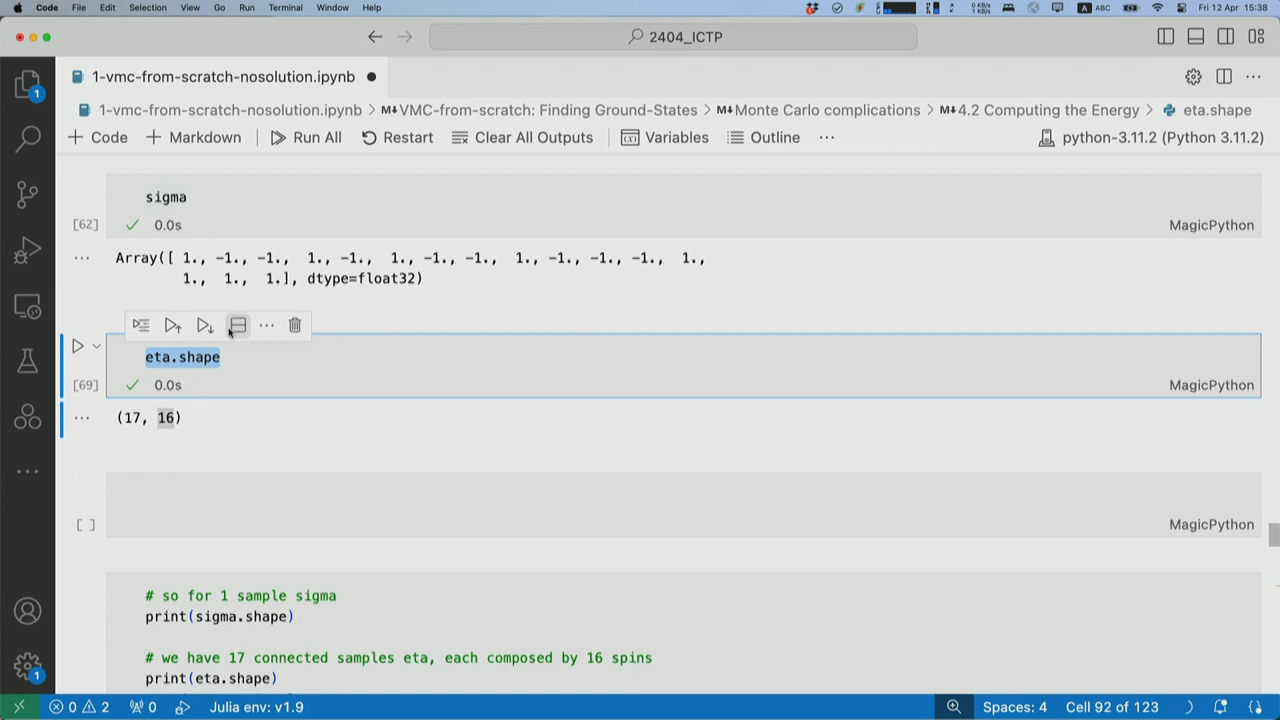 Code File Edit Selection View Go Run Terminal Window Help ABC Fri 12 Apr 15:38
2404_ICTP
1-vmc-from-scratch-nosolution.ipynb
1-vmc-from-scratch-nosolution.ipynb > VMC-from-scratch: Finding Ground-States > Monte Carlo complications > 4.2 Computing the Energy > eta.shape
+ Code + Markdown Run All Restart Clear All Outputs Variables Outline ... python-3.11.2 (Python 3.11.2)
sigma
[62] 0.0s MagicPython
... Array([ 1., -1., -1., 1., -1., 1., -1., -1., 1., -1., -1., -1., 1.,
1., 1., 1.], dtype=float32)
eta.shape
[69] 0.0s MagicPython
... (17, 16)
[ ] MagicPython
# so for 1 sample sigma
print(sigma.shape)
# we have 17 connected samples eta, each composed by 16 spins
print(eta.shape)
0 2 0 Julia env: v1.9 Spaces: 4 Cell 92 of 123